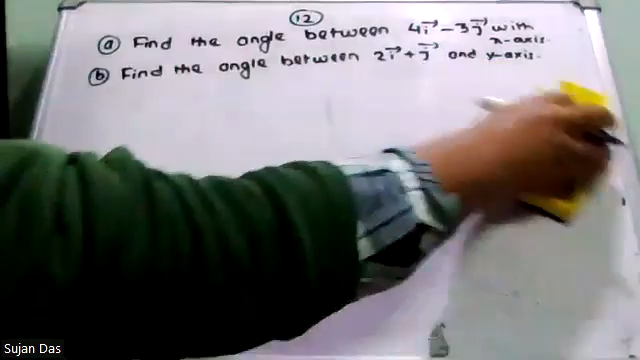 12
(a) Find the angle between 4i⃗ - 3j⃗ with
x-axis.
(b) Find the angle between 2i⃗ + j⃗ and y-axis.
Sujan Das